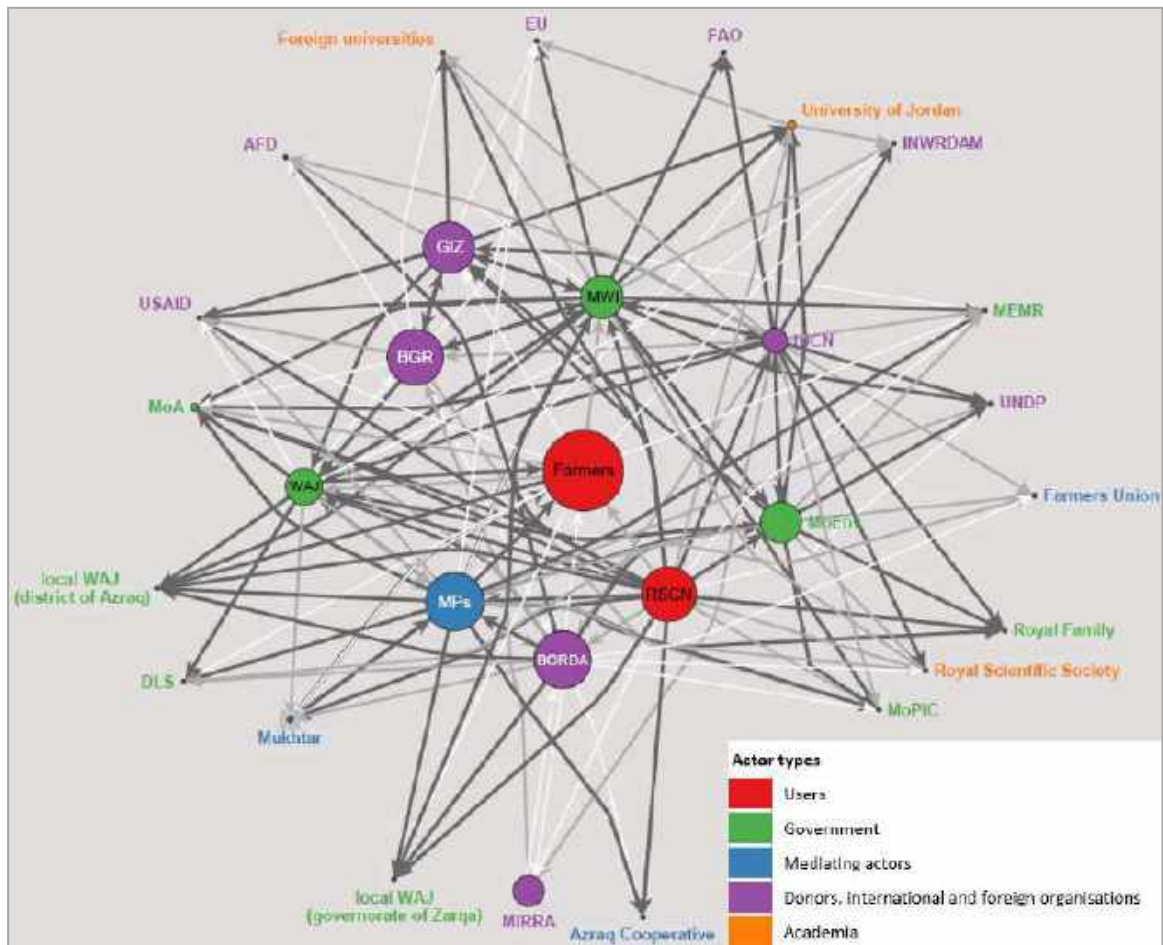 EU
FAO
Foreign universities
University of Jordan
INWRDAM
AFD
GIZ
MWI
USAID
MEMR
IUCN
BGR
MoA
UNDP
Farmers
WAJ
Farmers Union
MoEnv
local WAJ
(district of Azraq)
MPs
RSCN
Royal Family
BORDA
Royal Scientific Society
DLS
MoPIC
Mukhtar
local WAJ
(governorate of Zarqa)
MIRRA
Azraq Cooperative
Actor types
Users
Government
Mediating actors
Donors, international and foreign organisations
Academia